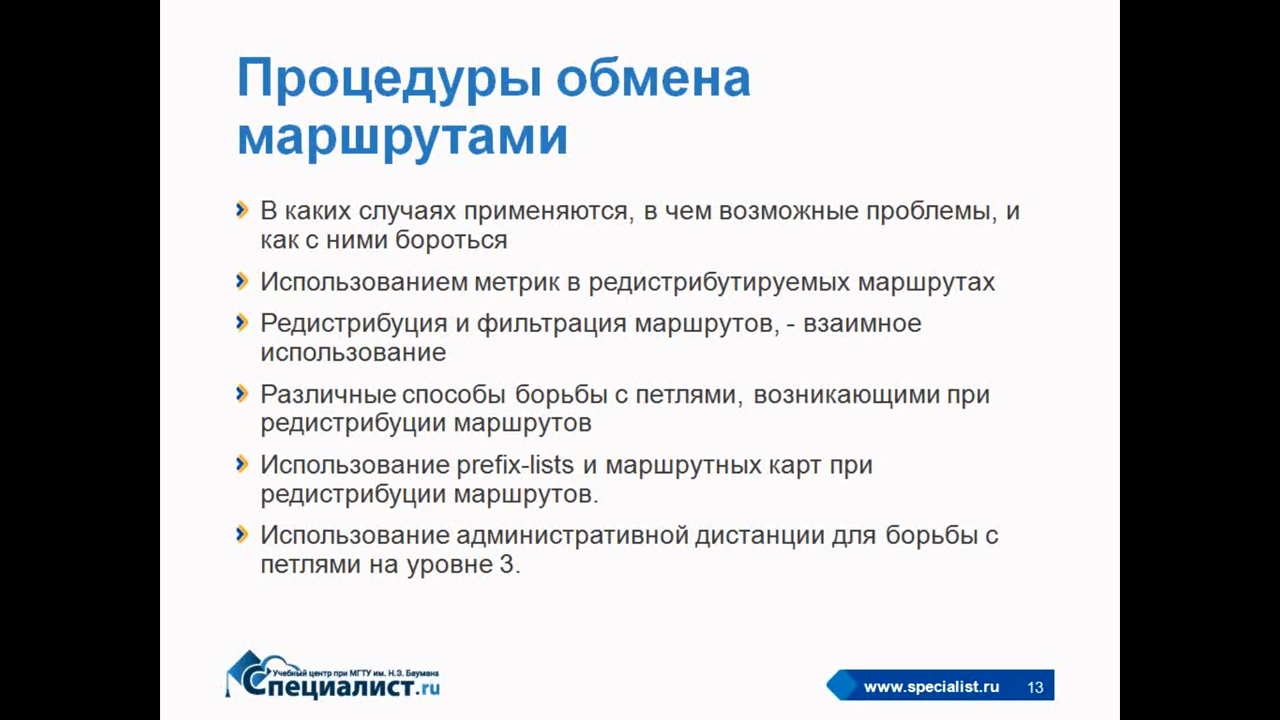 Процедуры обмена
маршрутами
В каких случаях применяются, в чем возможные проблемы, и
как с ними бороться
Использованием метрик в редистрибутируемых маршрутах
Редистрибуция и фильтрация маршрутов, - взаимное
использование
Различные способы борьбы с петлями, возникающими при
редистрибуции маршрутов
Использование prefix-lists и маршрутных карт при
редистрибуции маршрутов.
Использование административной дистанции для борьбы с
петлями на уровне 3.
Учебный центр при МГТУ им. Н.Э. Баумана
Специалист.ru
www.specialist.ru 13